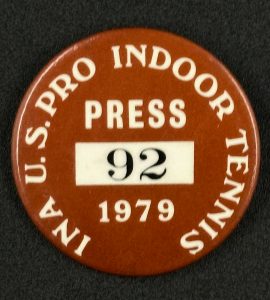 INA U.S. PRO INDOOR TENNIS
PRESS
92
1979